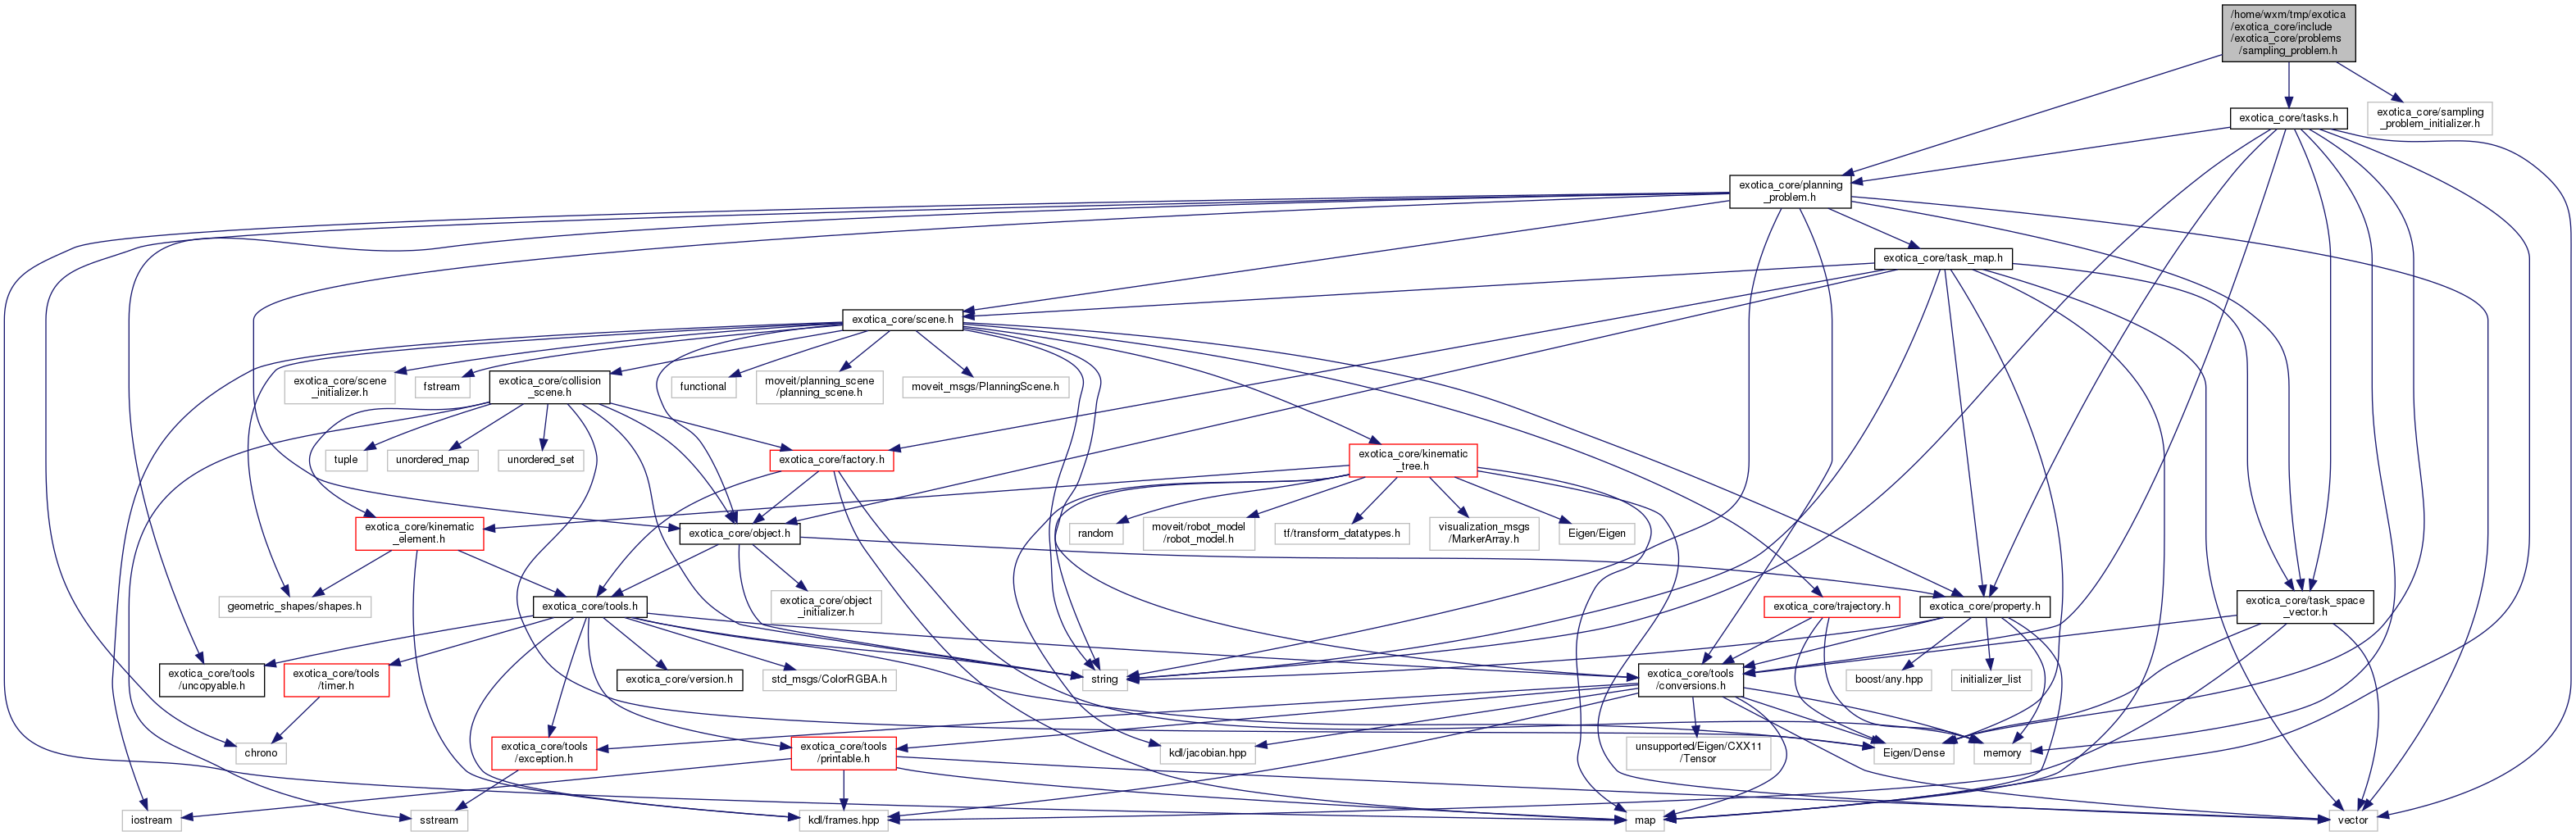 /home/wxm/tmp/exotica
/exotica_core/include
/exotica_core/problems
/sampling_problem.h
exotica_core/tasks.h
exotica_core/sampling
_problem_initializer.h
exotica_core/planning
_problem.h
exotica_core/task_map.h
exotica_core/scene.h
exotica_core/scene
_initializer.h
fstream
exotica_core/collision
_scene.h
functional
moveit/planning_scene
/planning_scene.h
moveit_msgs/PlanningScene.h
tuple
unordered_map
unordered_set
exotica_core/factory.h
exotica_core/kinematic
_tree.h
exotica_core/kinematic
_element.h
exotica_core/object.h
random
moveit/robot_model
/robot_model.h
tf/transform_datatypes.h
visualization_msgs
/MarkerArray.h
Eigen/Eigen
geometric_shapes/shapes.h
exotica_core/tools.h
exotica_core/object
_initializer.h
exotica_core/trajectory.h
exotica_core/property.h
exotica_core/task_space
_vector.h
exotica_core/tools
/uncopyable.h
exotica_core/tools
/timer.h
exotica_core/version.h
std_msgs/ColorRGBA.h
string
exotica_core/tools
/conversions.h
boost/any.hpp
initializer_list
chrono
exotica_core/tools
/exception.h
exotica_core/tools
/printable.h
kdl/jacobian.hpp
unsupported/Eigen/CXX11
/Tensor
Eigen/Dense
memory
iostream
sstream
kdl/frames.hpp
map
vector